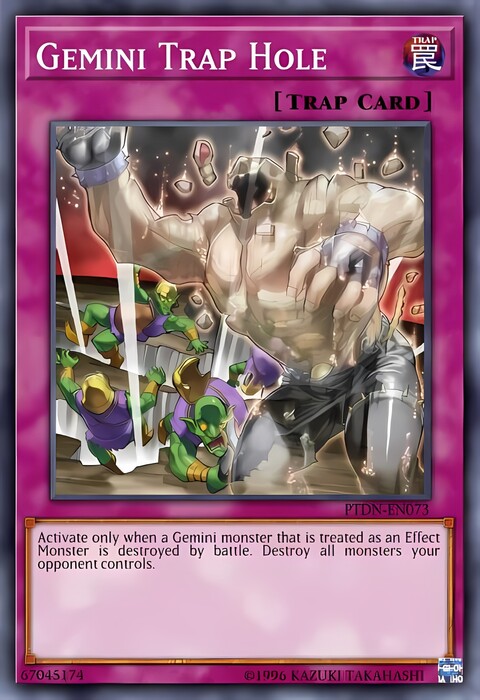 GEMINI TRAP HOLE
TRAP
罠
[TRAP CARD]
PTDN-EN073
Activate only when a Gemini monster that is treated as an Effect
Monster is destroyed by battle. Destroy all monsters your
opponent controls.
67045174
©1996 KAZUKI TAKAHASHI